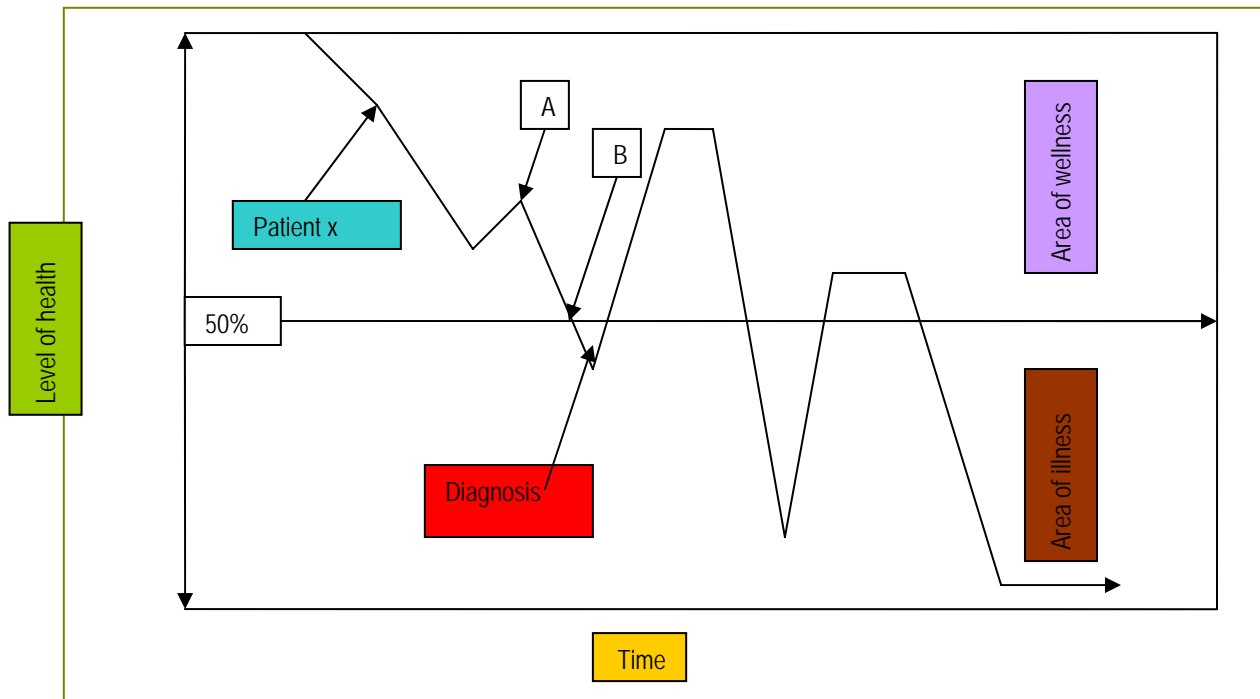 A
B
Area of wellness
Patient x
Level of health
50%
Area of illness
Diagnosis
Time